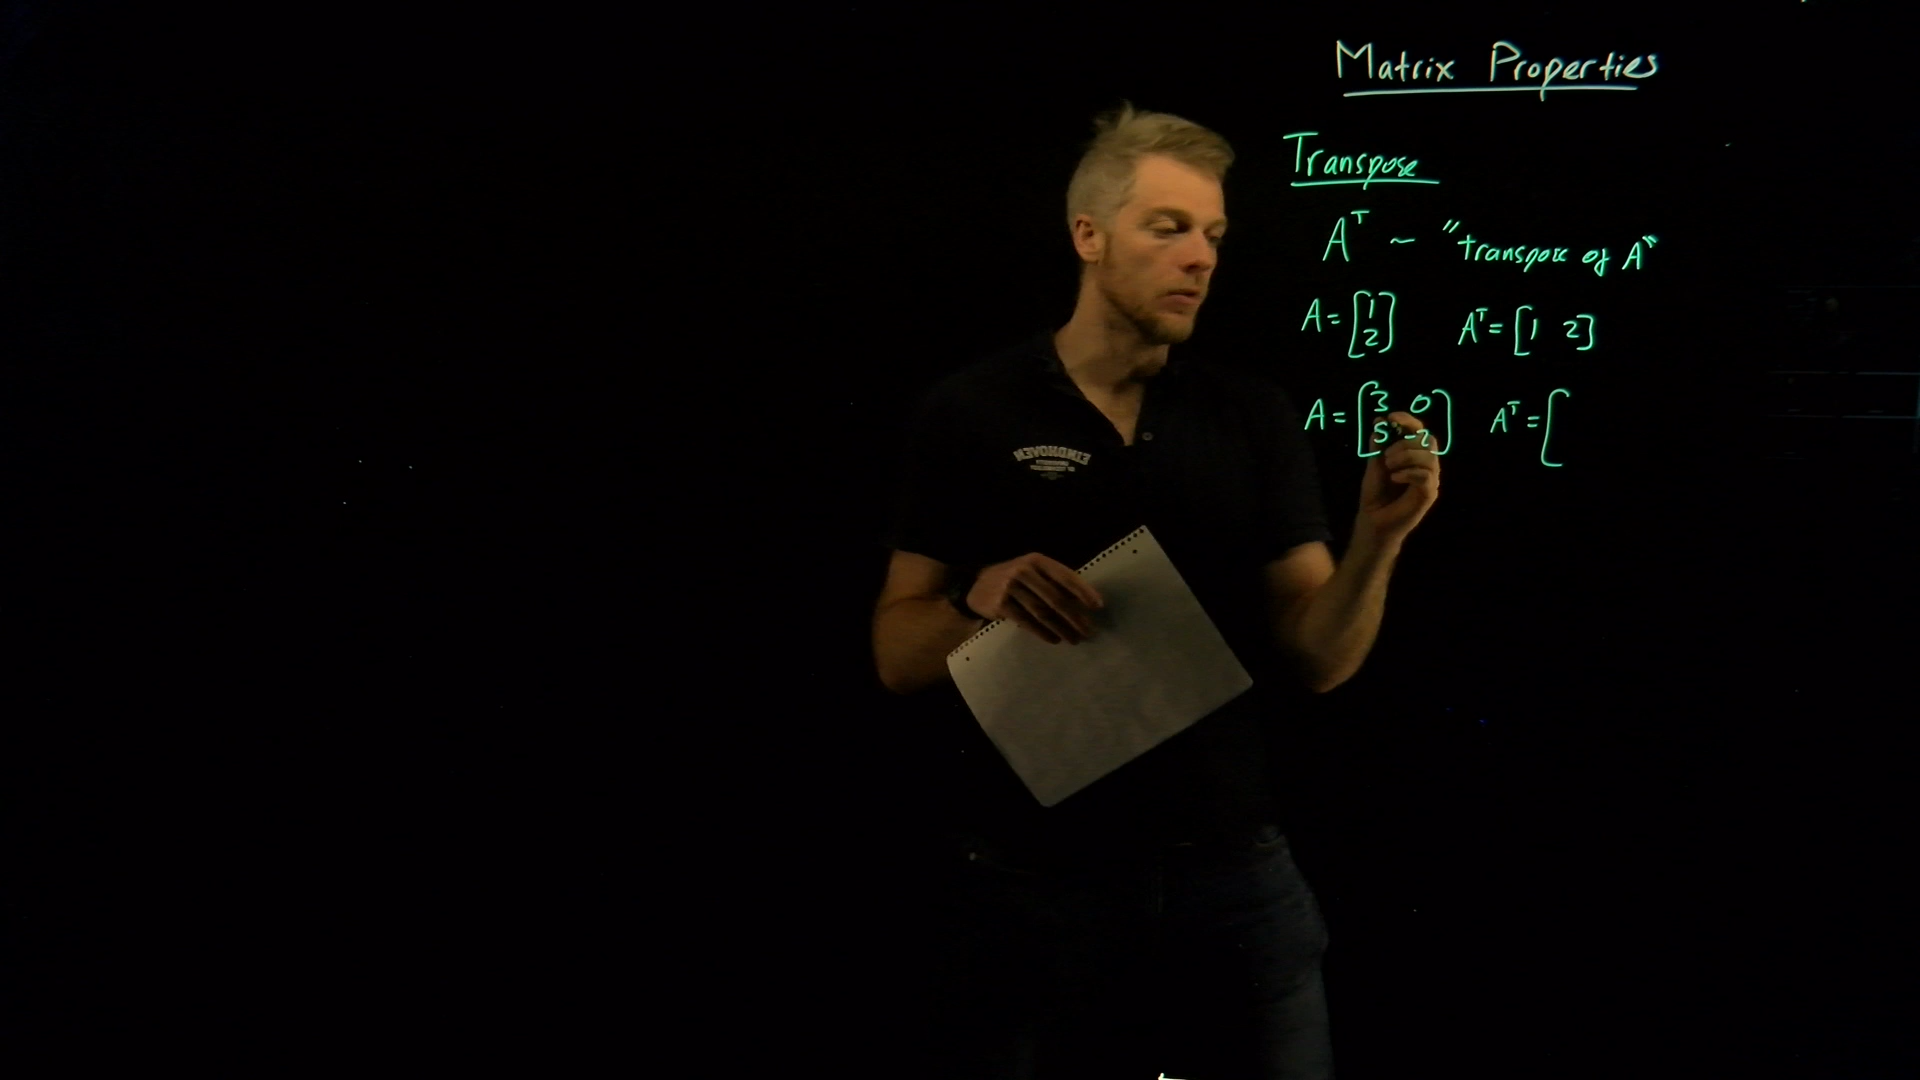 Matrix Properties
Transpose
Aᵀ ~ "transpose of A"
A = [1
2] Aᵀ = [1 2]
A = [3 0
5 -2] Aᵀ = [
EINDHOVEN